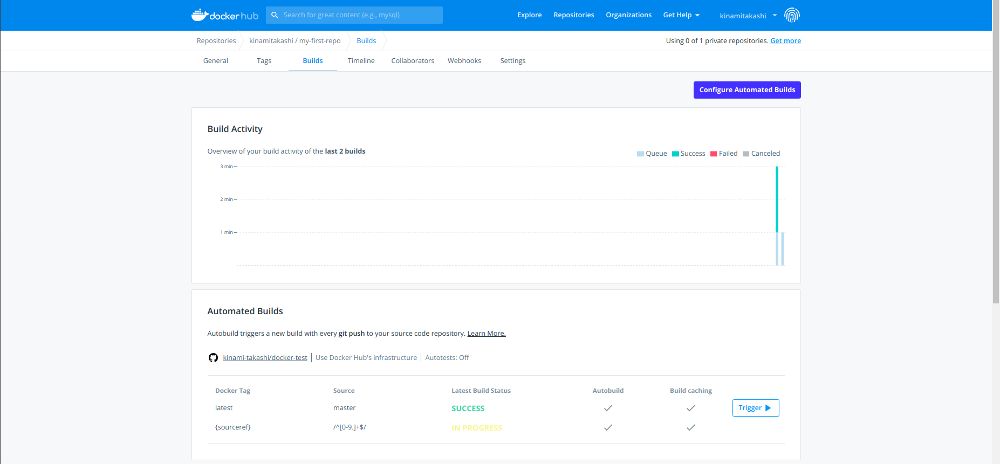 docker hub Search for great content (e.g., mysql) Explore Repositories Organizations Get Help kinamitakashi
Repositories kinamitakashi / my-first-repo Builds Using 0 of 1 private repositories. Get more
General Tags Builds Timeline Collaborators Webhooks Settings
Configure Automated Builds
Build Activity
Overview of your build activity of the last 2 builds
Queue Success Failed Canceled
3 min
2 min
1 min
Automated Builds
Autobuild triggers a new build with every git push to your source code repository. Learn More.
kinami-takashi/docker-test Use Docker Hub's infrastructure Autotests: Off
Docker Tag Source Latest Build Status Autobuild Build caching
latest master SUCCESS Trigger
{sourceref} /^[0-9.]+$/ IN PROGRESS